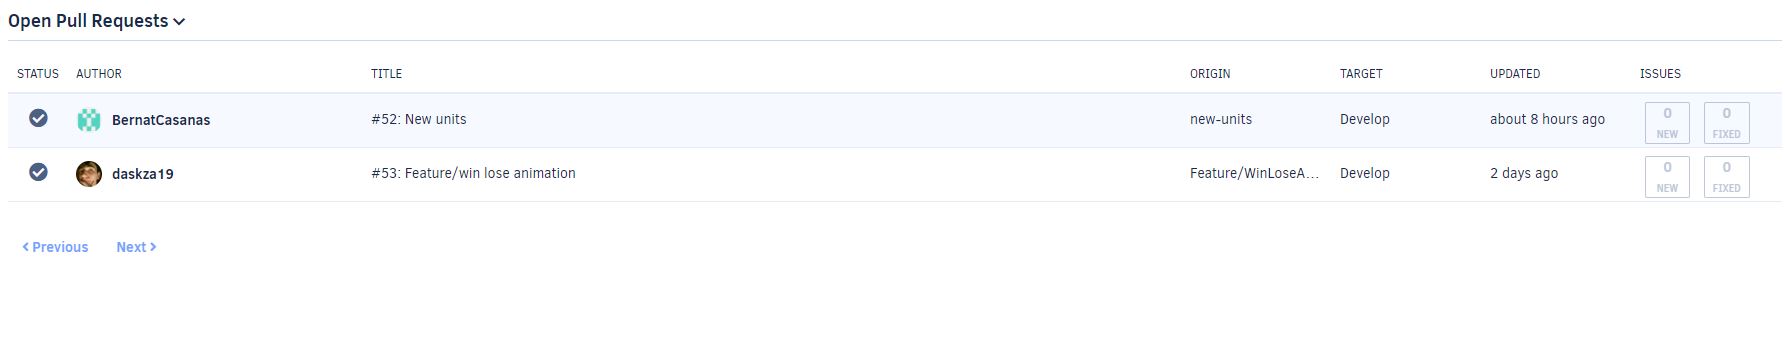 Open Pull Requests
STATUS AUTHOR TITLE ORIGIN TARGET UPDATED ISSUES
BernatCasanas #52: New units new-units Develop about 8 hours ago 0 NEW 0 FIXED
daskza19 #53: Feature/win lose animation Feature/WinLoseA... Develop 2 days ago 0 NEW 0 FIXED
Previous Next